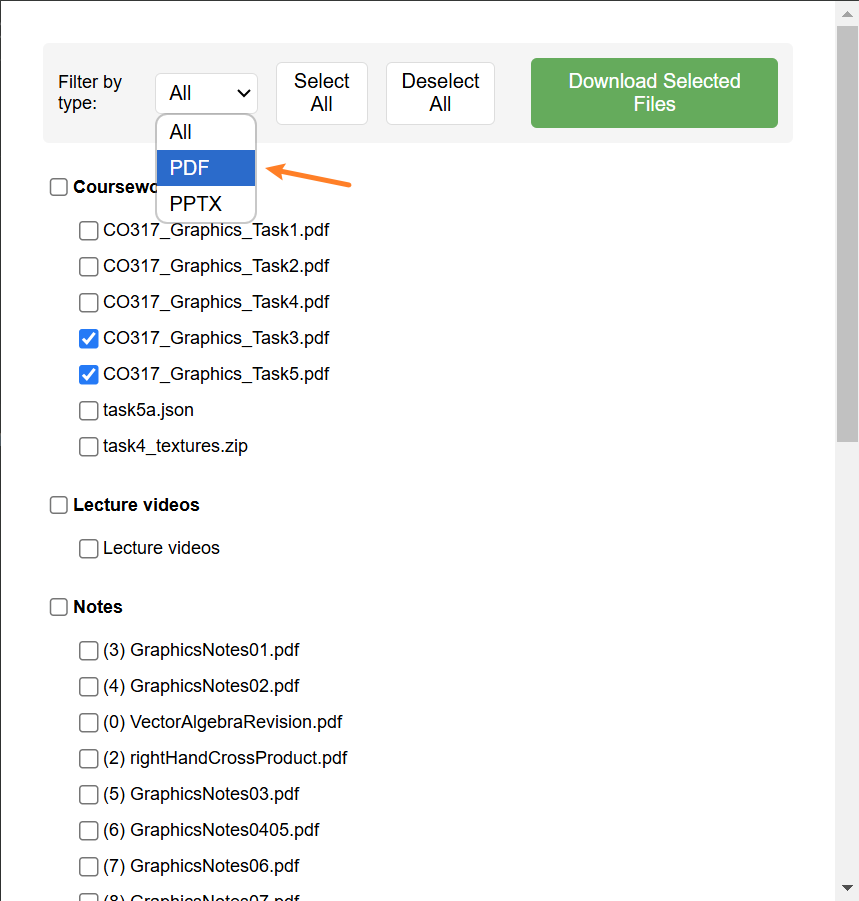 Filter by
type:
All
Select
All
Deselect
All
Download Selected
Files
All
PDF
PPTX
Coursewo
CO317_Graphics_Task1.pdf
CO317_Graphics_Task2.pdf
CO317_Graphics_Task4.pdf
CO317_Graphics_Task3.pdf
CO317_Graphics_Task5.pdf
task5a.json
task4_textures.zip
Lecture videos
Lecture videos
Notes
(3) GraphicsNotes01.pdf
(4) GraphicsNotes02.pdf
(0) VectorAlgebraRevision.pdf
(2) rightHandCrossProduct.pdf
(5) GraphicsNotes03.pdf
(6) GraphicsNotes0405.pdf
(7) GraphicsNotes06.pdf
(8) GraphicsNotes07.pdf